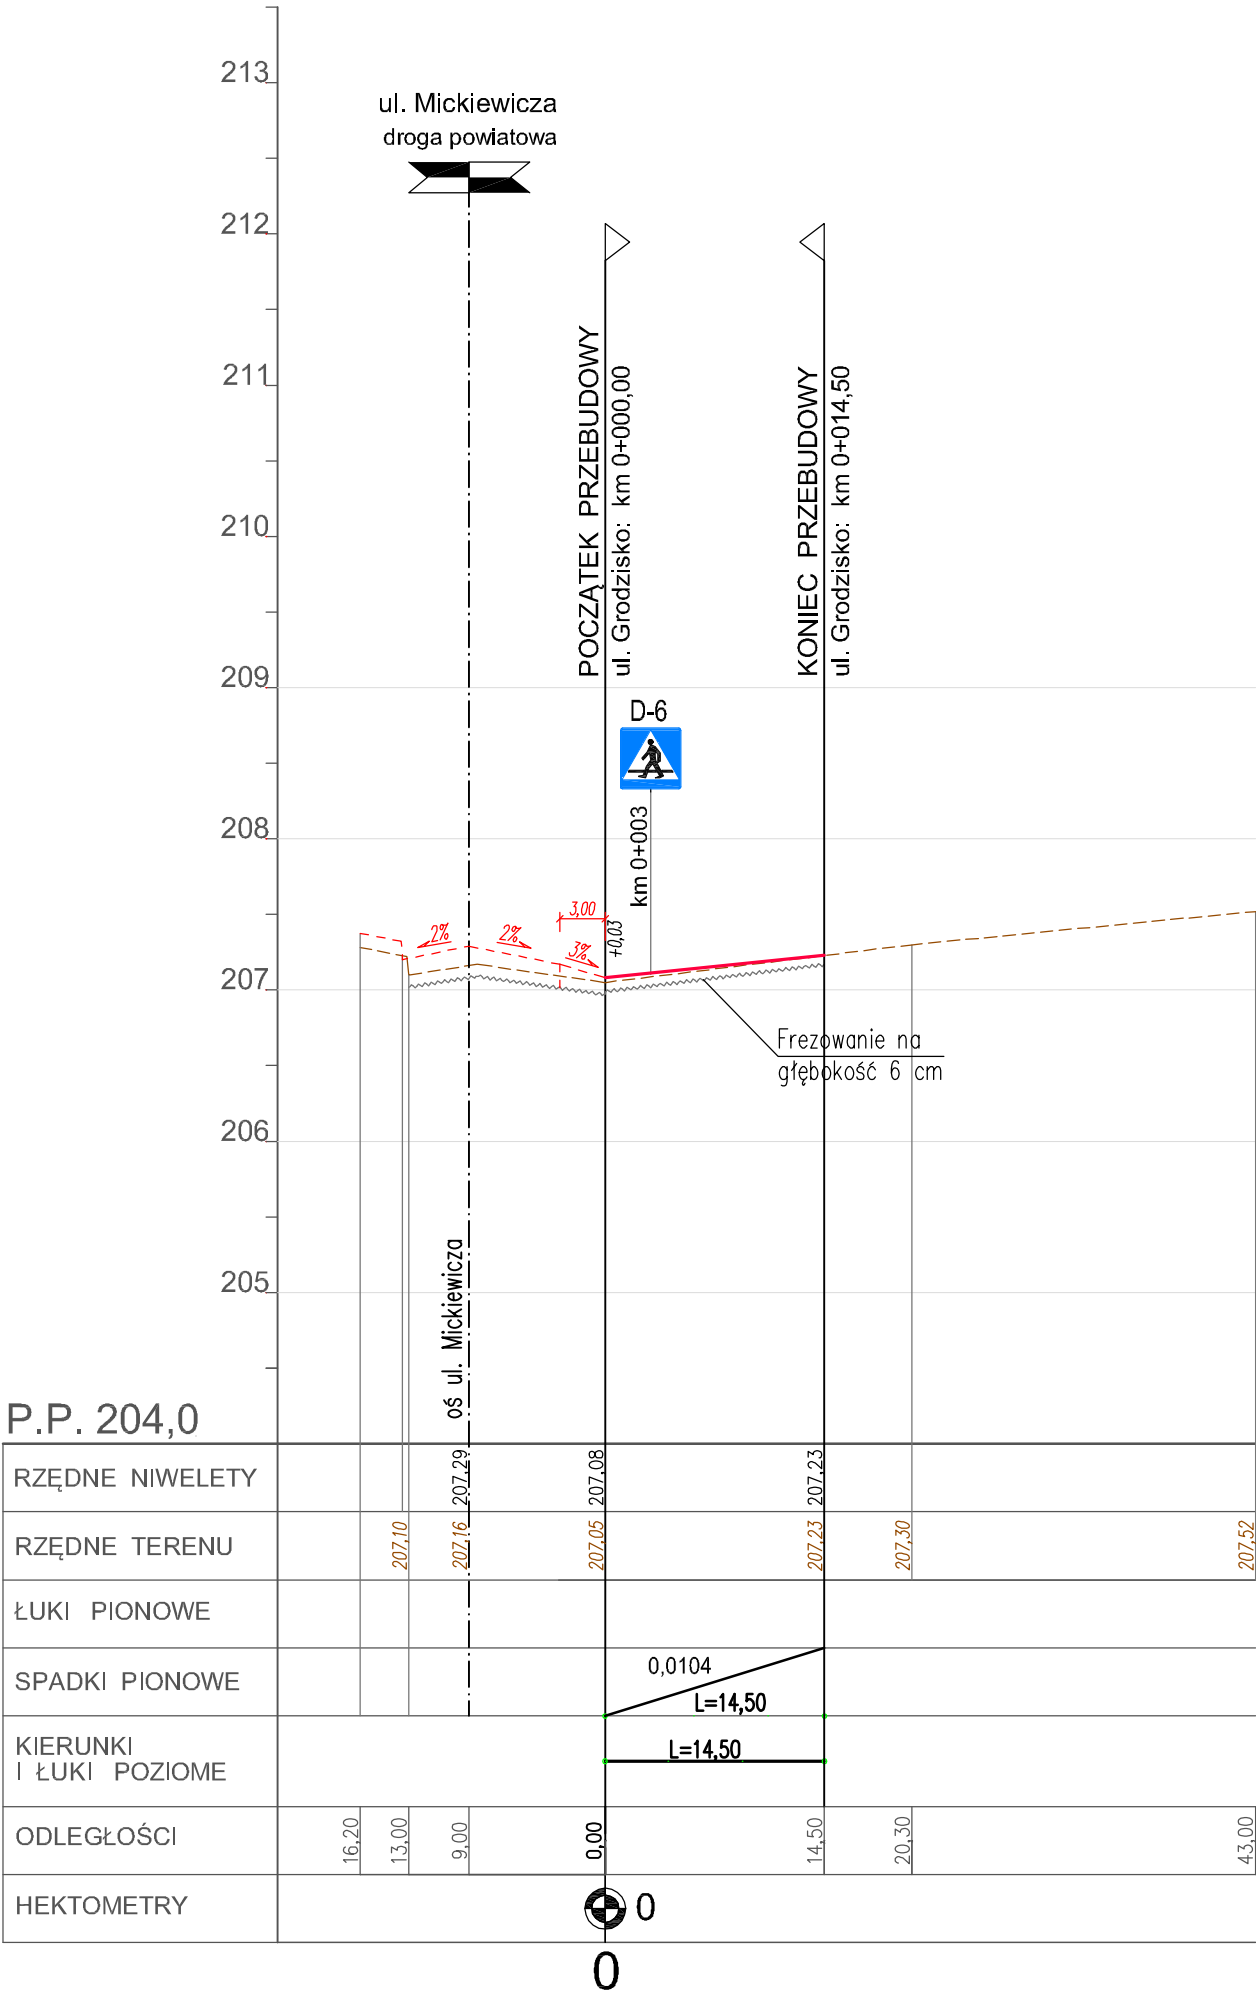 213
ul. Mickiewicza
droga powiatowa
212
211
210
209
208
207
206
205
POCZĄTEK PRZEBUDOWY
ul. Grodzisko: km 0+000,00
KONIEC PRZEBUDOWY
ul. Grodzisko: km 0+014,50
D-6
km 0+003
3,00
+0,03
2%
2%
3%
Frezowanie na
głębokość 6 cm
oś ul. Mickiewicza
P.P. 204,0
RZĘDNE NIWELETY
207,29
207,08
207,23
RZĘDNE TERENU
207,10
207,16
207,05
207,23
207,30
207,52
ŁUKI PIONOWE
SPADKI PIONOWE
0,0104
L=14,50
KIERUNKI
I ŁUKI POZIOME
L=14,50
ODLEGŁOŚCI
16,20
13,00
9,00
0,00
14,50
20,30
43,00
HEKTOMETRY
0
0